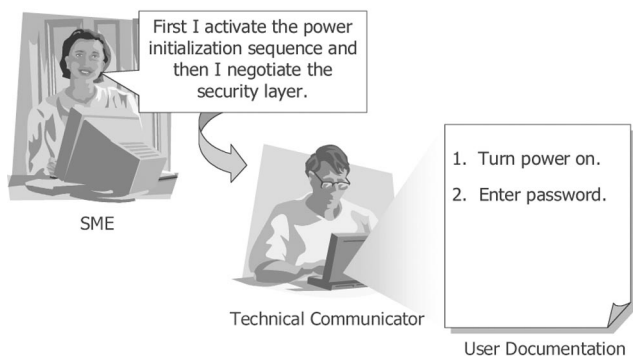 First I activate the power
initialization sequence and
then I negotiate the
security layer.
SME
Technical Communicator
1. Turn power on.
2. Enter password.
User Documentation